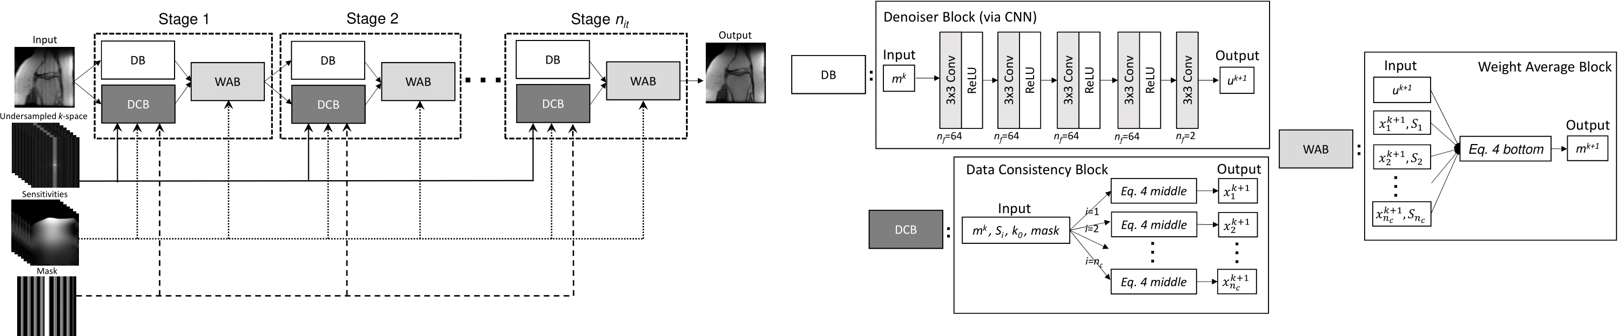 Stage 1
Stage 2
Stage n_it
Input
DB
DCB
WAB
DB
DCB
WAB
DB
DCB
WAB
Output
Undersampled k-space
Sensitivities
Mask
DB
:
Denoiser Block (via CNN)
Input
m^k
3x3 Conv
ReLU
n_f=64
3x3 Conv
ReLU
n_f=64
3x3 Conv
ReLU
n_f=64
3x3 Conv
ReLU
n_f=64
3x3 Conv
n_f=2
Output
u^{k+1}
DCB
:
Data Consistency Block
Input
m^k, S_i, k_0, mask
i=1
i=2
i=n_c
Eq. 4 middle
Eq. 4 middle
Eq. 4 middle
Output
x_1^{k+1}
x_2^{k+1}
x_{n_c}^{k+1}
WAB
:
Weight Average Block
Input
u^{k+1}
x_1^{k+1}, S_1
x_2^{k+1}, S_2
x_{n_c}^{k+1}, S_{n_c}
Eq. 4 bottom
Output
m^{k+1}